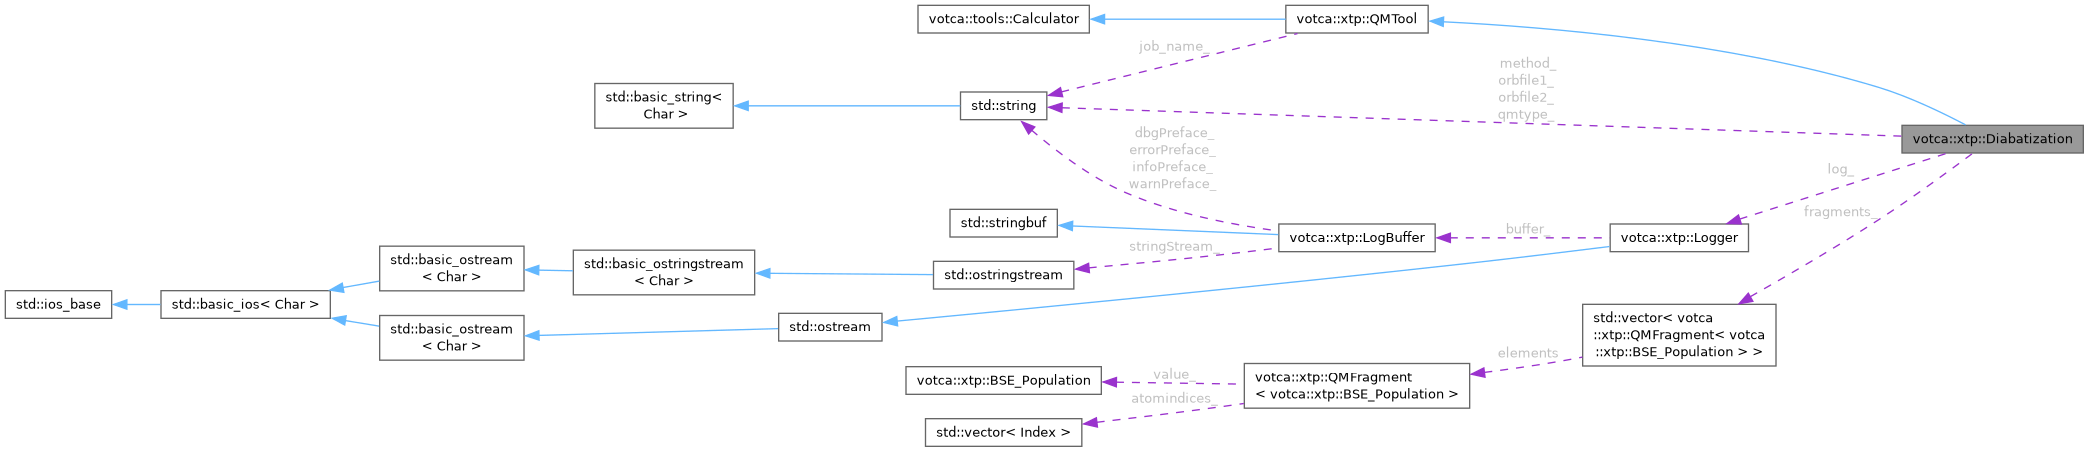 votca::tools::Calculator
votca::xtp::QMTool
job_name_
method_
orbfile1_
orbfile2_
qmtype_
std::basic_string<
Char >
std::string
votca::xtp::Diabatization
dbgPreface_
errorPreface_
infoPreface_
warnPreface_
log_
fragments_
std::stringbuf
votca::xtp::LogBuffer
buffer_
votca::xtp::Logger
stringStream_
std::basic_ostream
< Char >
std::basic_ostringstream
< Char >
std::ostringstream
std::ios_base
std::basic_ios< Char >
std::basic_ostream
< Char >
std::ostream
std::vector< votca
::xtp::QMFragment< votca
::xtp::BSE_Population > >
elements
votca::xtp::BSE_Population
value_
atomindices_
votca::xtp::QMFragment
< votca::xtp::BSE_Population >
std::vector< Index >